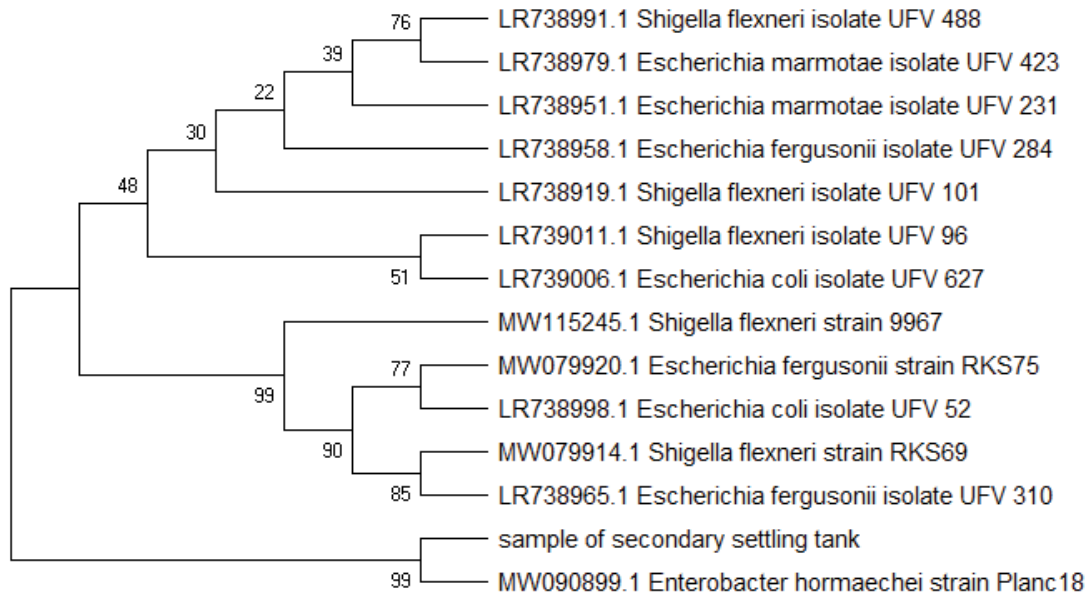 76
LR738991.1 Shigella flexneri isolate UFV 488
39
LR738979.1 Escherichia marmotae isolate UFV 423
22
LR738951.1 Escherichia marmotae isolate UFV 231
30
LR738958.1 Escherichia fergusonii isolate UFV 284
48
LR738919.1 Shigella flexneri isolate UFV 101
LR739011.1 Shigella flexneri isolate UFV 96
51
LR739006.1 Escherichia coli isolate UFV 627
MW115245.1 Shigella flexneri strain 9967
77
MW079920.1 Escherichia fergusonii strain RKS75
99
LR738998.1 Escherichia coli isolate UFV 52
90
MW079914.1 Shigella flexneri strain RKS69
85
LR738965.1 Escherichia fergusonii isolate UFV 310
sample of secondary settling tank
99
MW090899.1 Enterobacter hormaechei strain Planc18